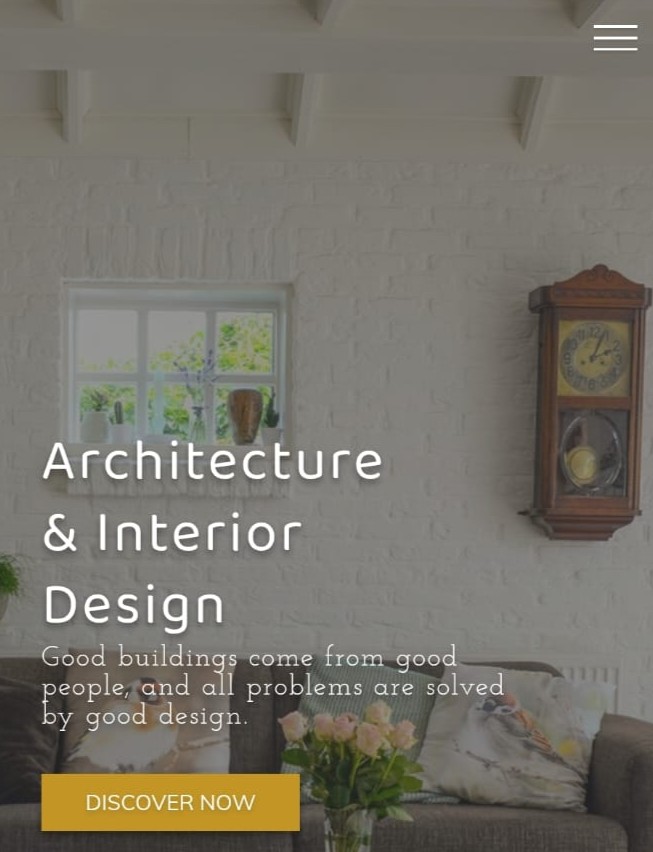 Architecture
& Interior
Design
Good buildings come from good
people, and all problems are solved
by good design.
DISCOVER NOW